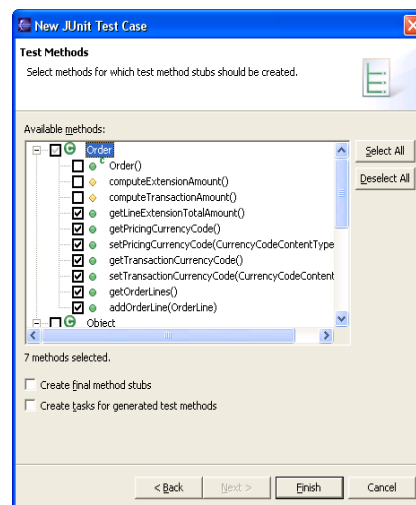 New JUnit Test Case
Test Methods
Select methods for which test method stubs should be created.
Available methods:
Order
Order()
computeExtensionAmount()
computeTransactionAmount()
getLineExtensionTotalAmount()
getPricingCurrencyCode()
setPricingCurrencyCode(CurrencyCodeContentType
getTransactionCurrencyCode()
setTransactionCurrencyCode(CurrencyCodeContent
getOrderLines()
addOrderLine(OrderLine)
Object
Select All
Deselect All
7 methods selected.
Create final method stubs
Create tasks for generated test methods
< Back
Next >
Finish
Cancel